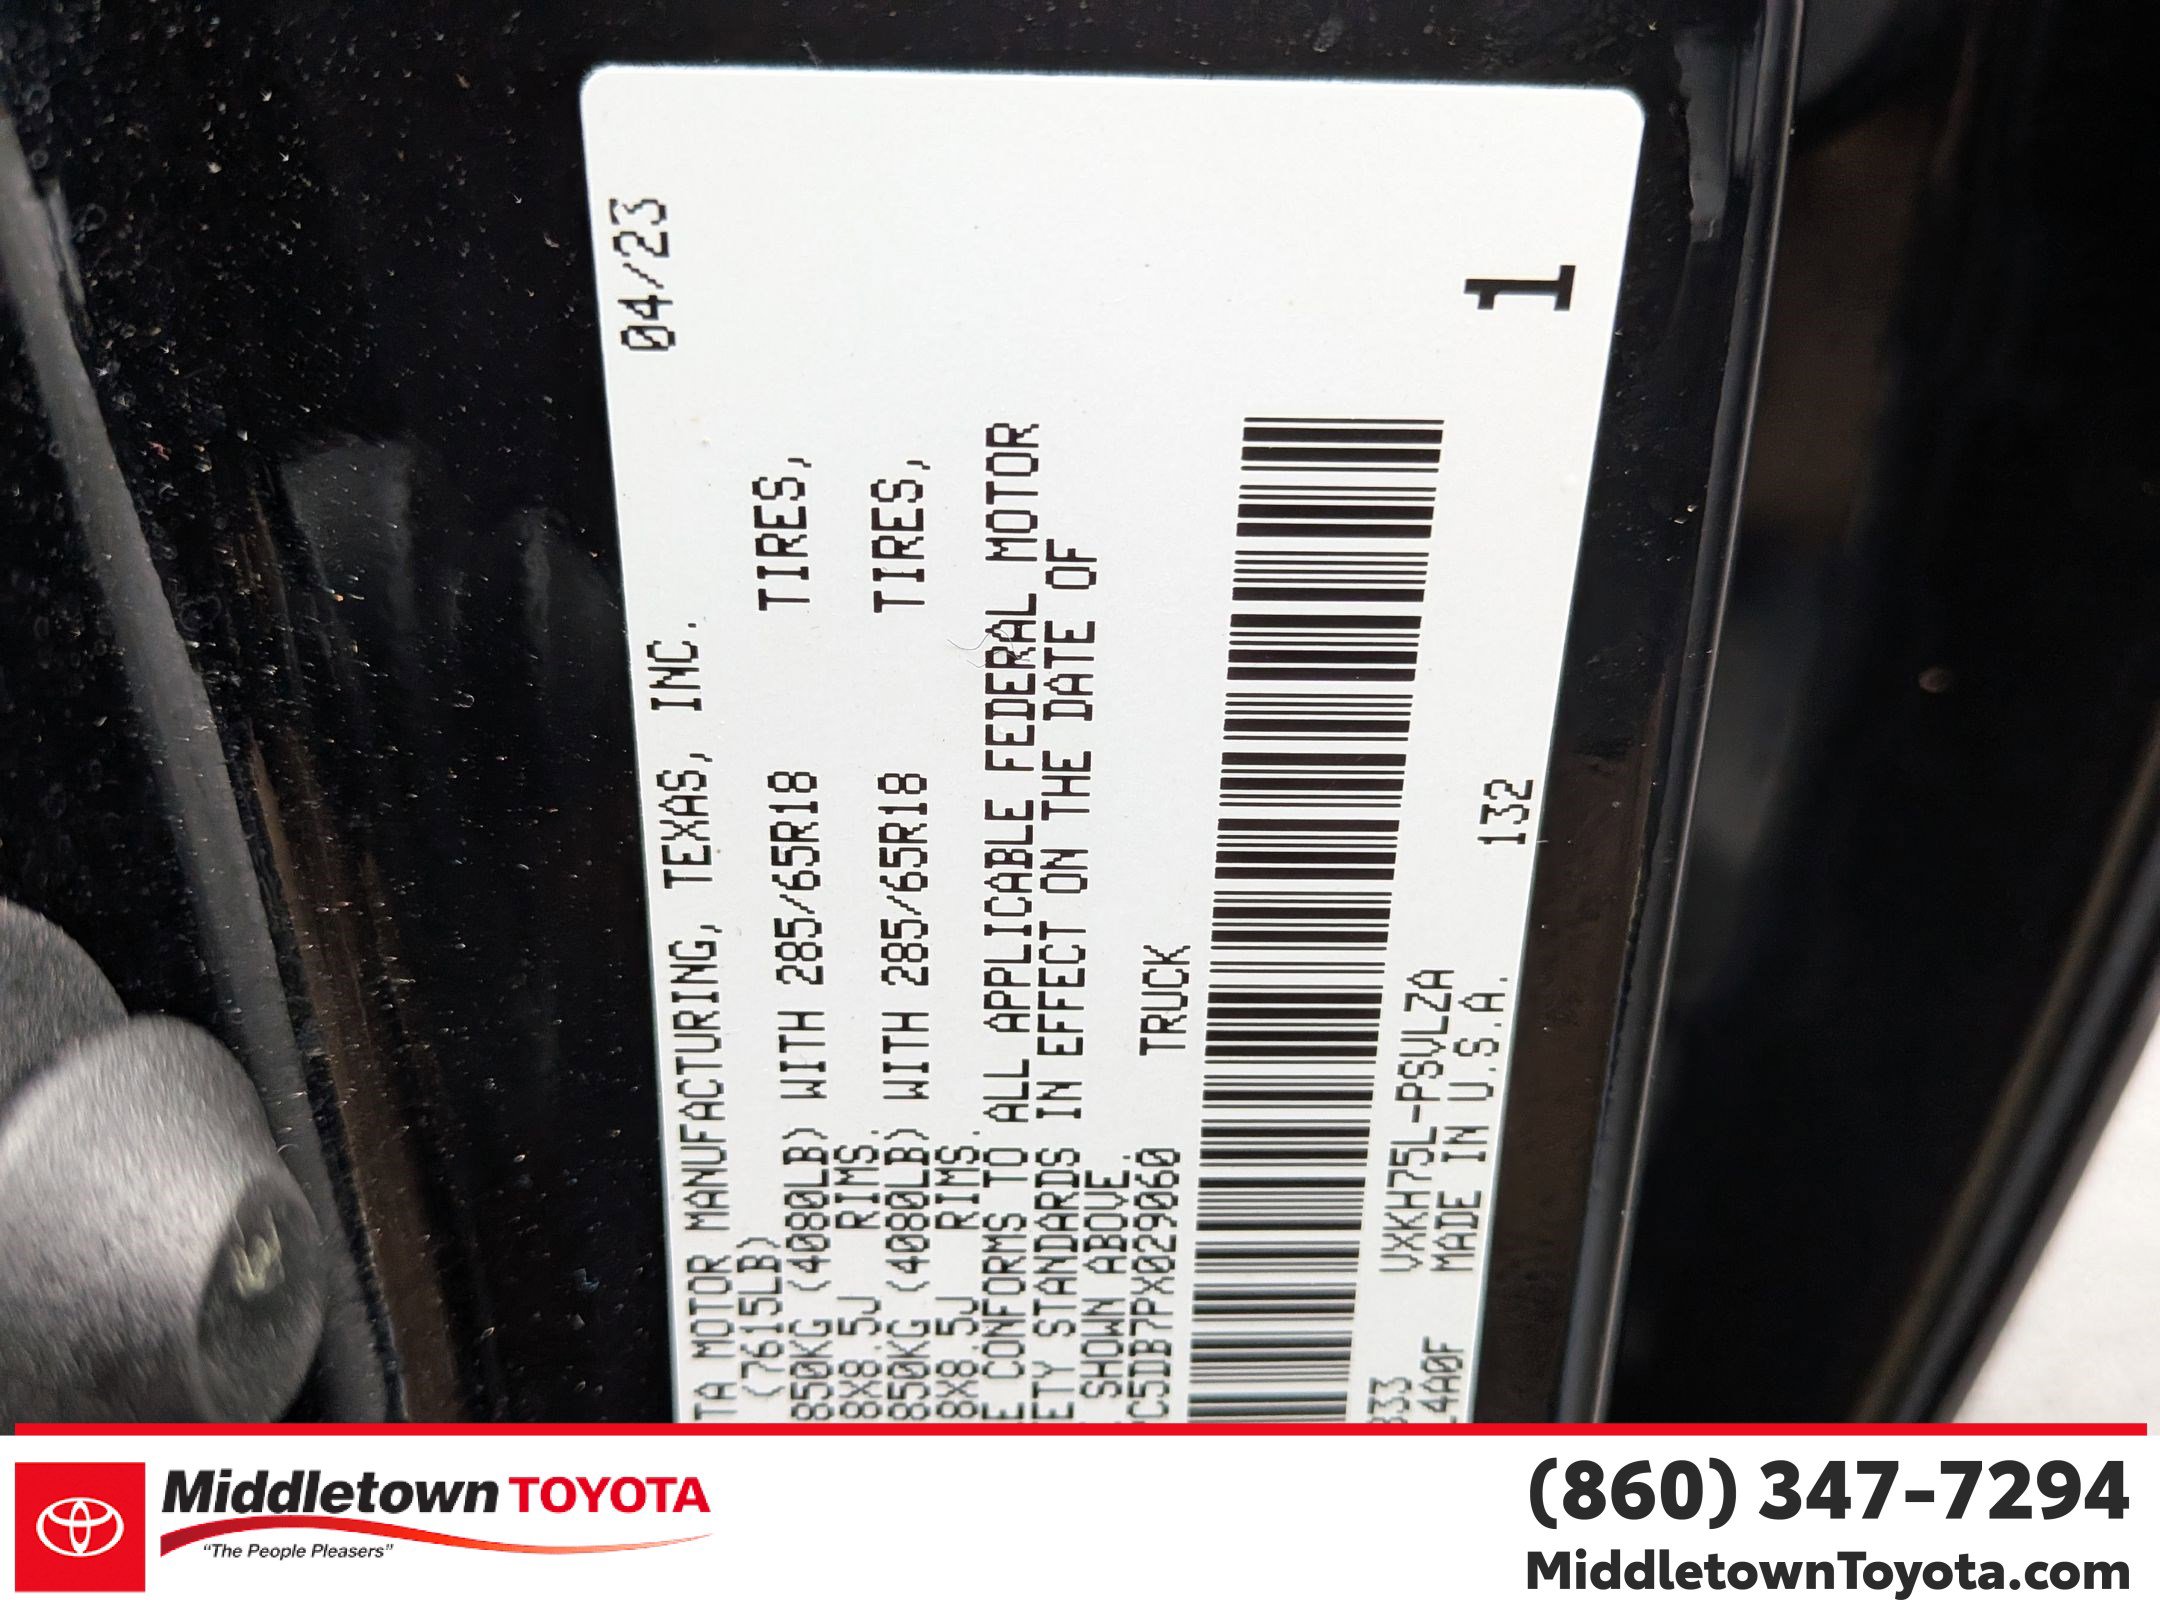 TA MOTOR MANUFACTURING, TEXAS, INC. 04/23
(7615LB)
850KG (4080LB) WITH 285/65R18 TIRES,
8X8.5J RIMS.
850KG (4080LB) WITH 285/65R18 TIRES,
8X8.5J RIMS.
E CONFORMS TO ALL APPLICABLE FEDERAL MOTOR
ETY STANDARDS IN EFFECT ON THE DATE OF
SHOWN ABOVE.
C5DB7PX029060 TRUCK
33 VXKH75L-PSVLZA
4A0F MADE IN U.S.A. 132
1
Middletown TOYOTA
"The People Pleasers"
(860) 347-7294
MiddletownToyota.com